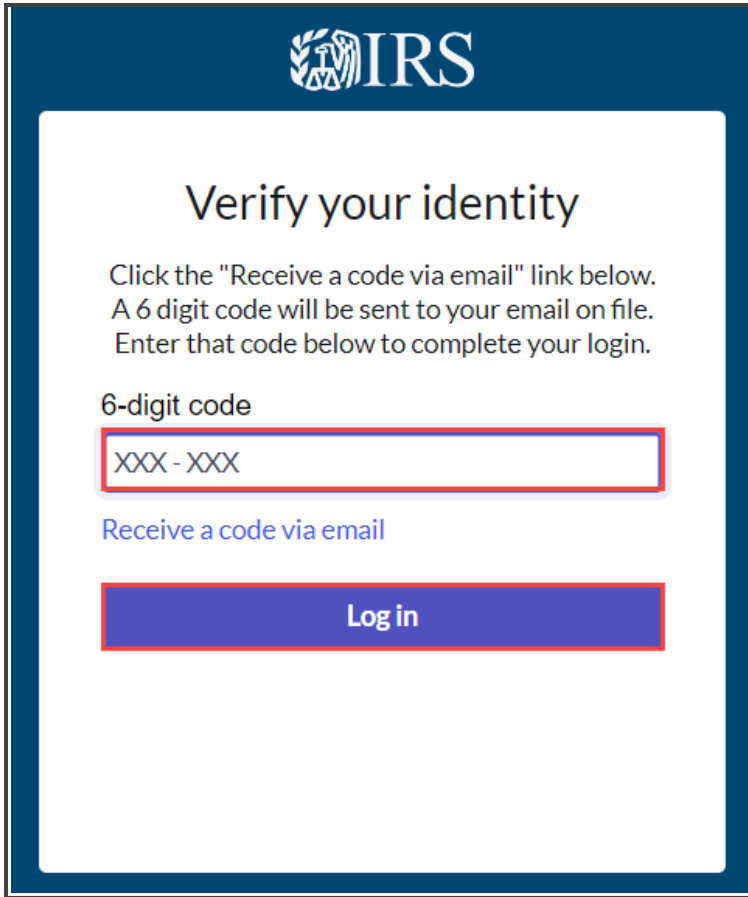 IRS
Verify your identity
Click the "Receive a code via email" link below.
A 6 digit code will be sent to your email on file.
Enter that code below to complete your login.
6-digit code
XXX - XXX
Receive a code via email
Log in